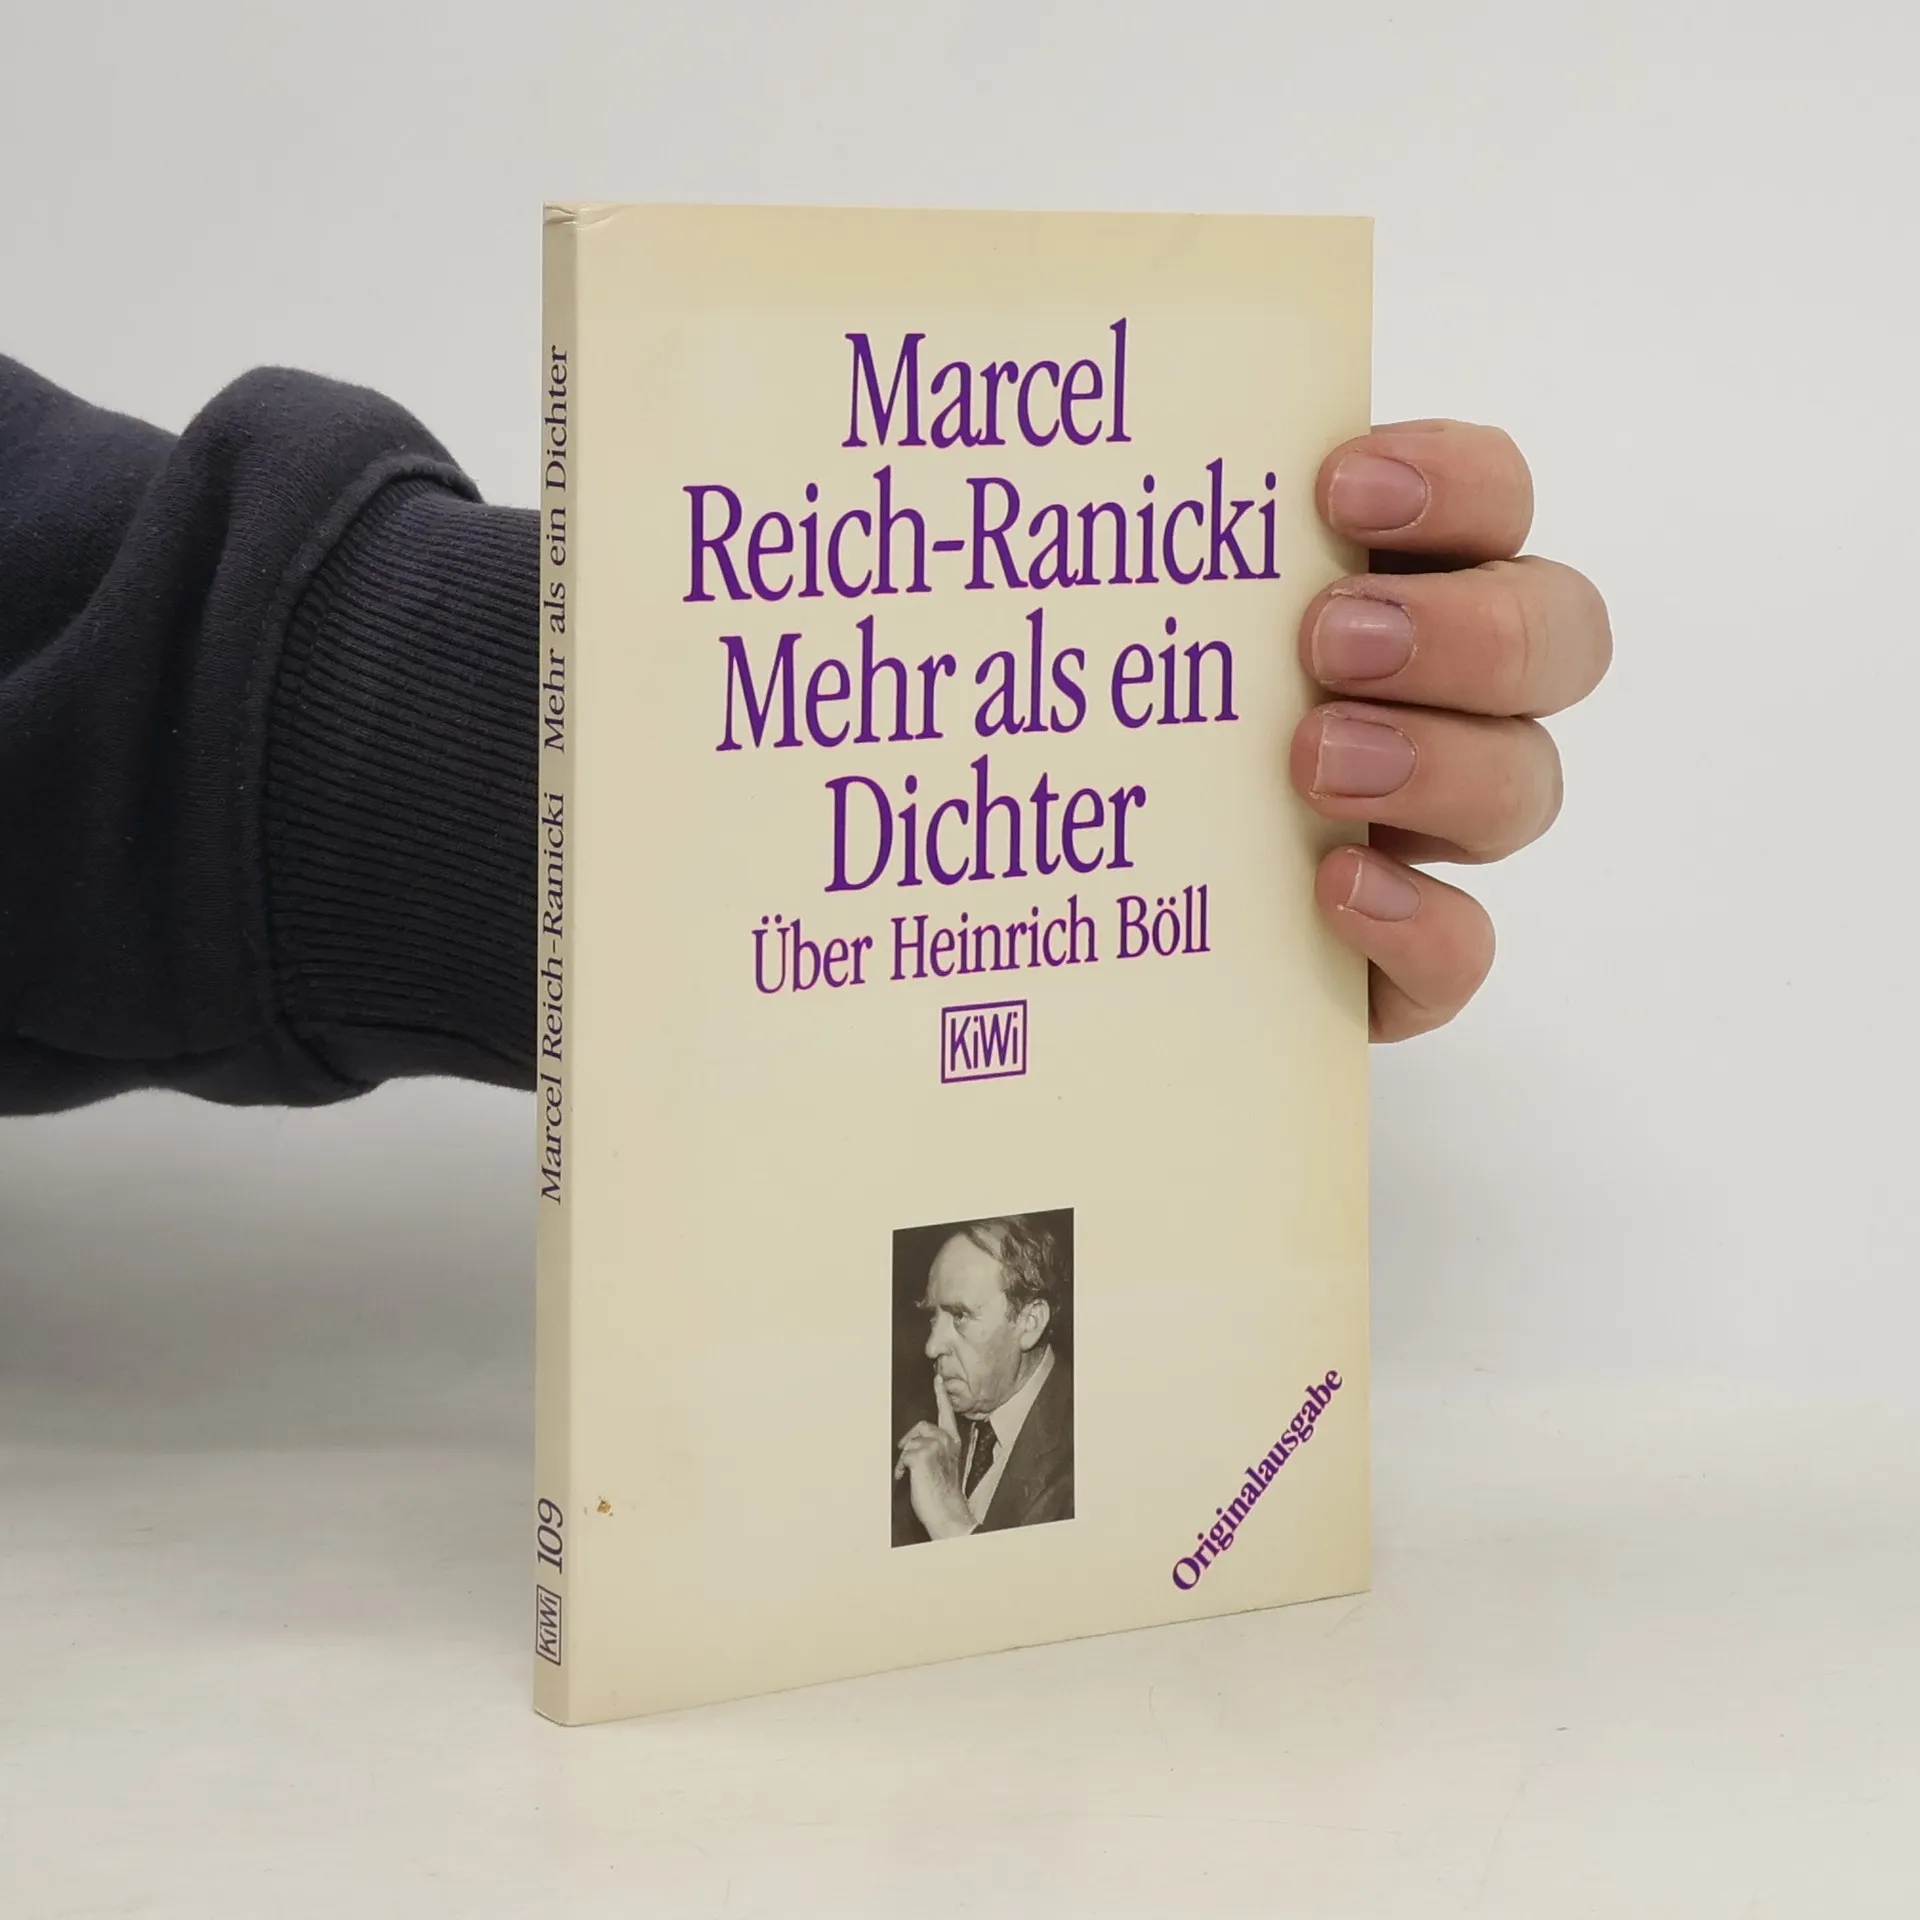 Marcel
Reich-Ranicki
Mehr als ein
Dichter
Über Heinrich Böll
KiWi
Originalausgabe
Marcel Reich-Ranicki Mehr als ein Dichter
KiWi 109